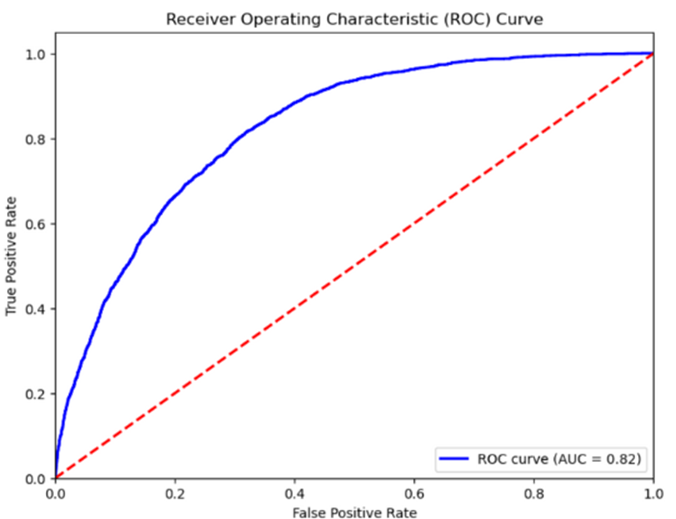 Receiver Operating Characteristic (ROC) Curve
1.0
0.8
0.6
0.4
0.2
0.0
True Positive Rate
ROC curve (AUC = 0.82)
0.0 0.2 0.4 0.6 0.8 1.0
False Positive Rate